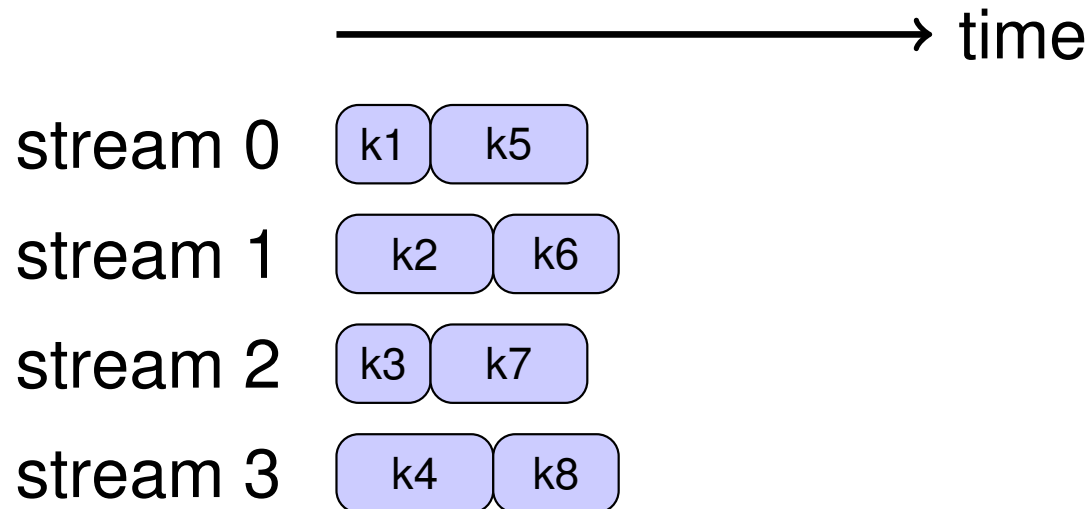 time
stream 0 k1 k5
stream 1 k2 k6
stream 2 k3 k7
stream 3 k4 k8